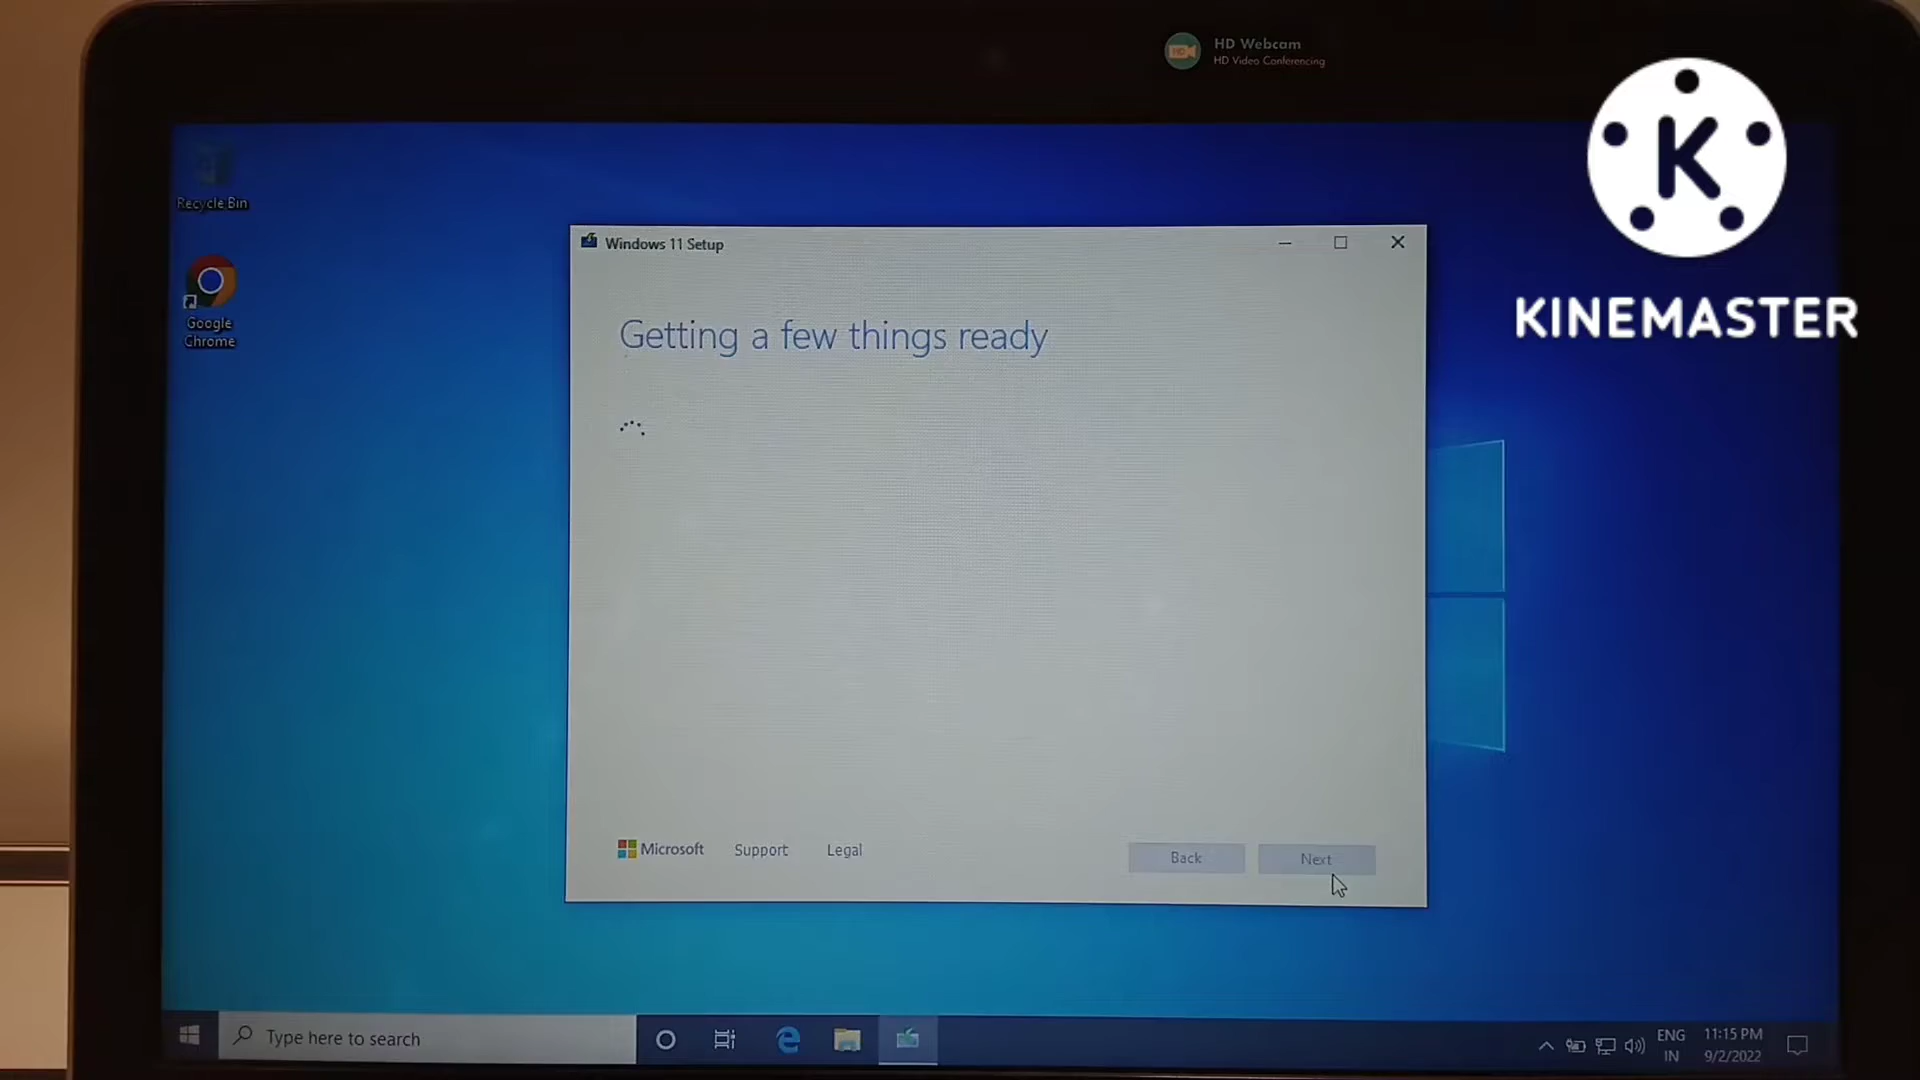 HD Webcam
HD
HD Video Conferencing
K
KINEMASTER
Recycle Bin
Google
Chrome
Windows 11 Setup
Getting a few things ready
Microsoft
Support
Legal
Back
Next
Type here to search
ENG
IN
11:15 PM
9/2/2022